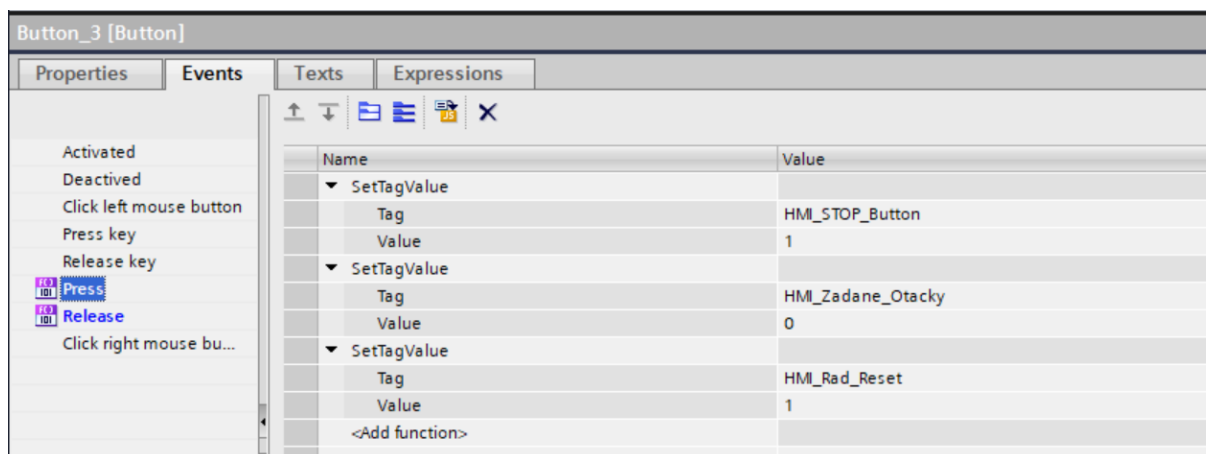 Button_3 [Button]
Properties Events Texts Expressions
Activated
Deactived
Click left mouse button
Press key
Release key
Press
Release
Click right mouse bu...
Name Value
SetTagValue
Tag HMI_STOP_Button
Value 1
SetTagValue
Tag HMI_Zadane_Otacky
Value 0
SetTagValue
Tag HMI_Rad_Reset
Value 1
<Add function>